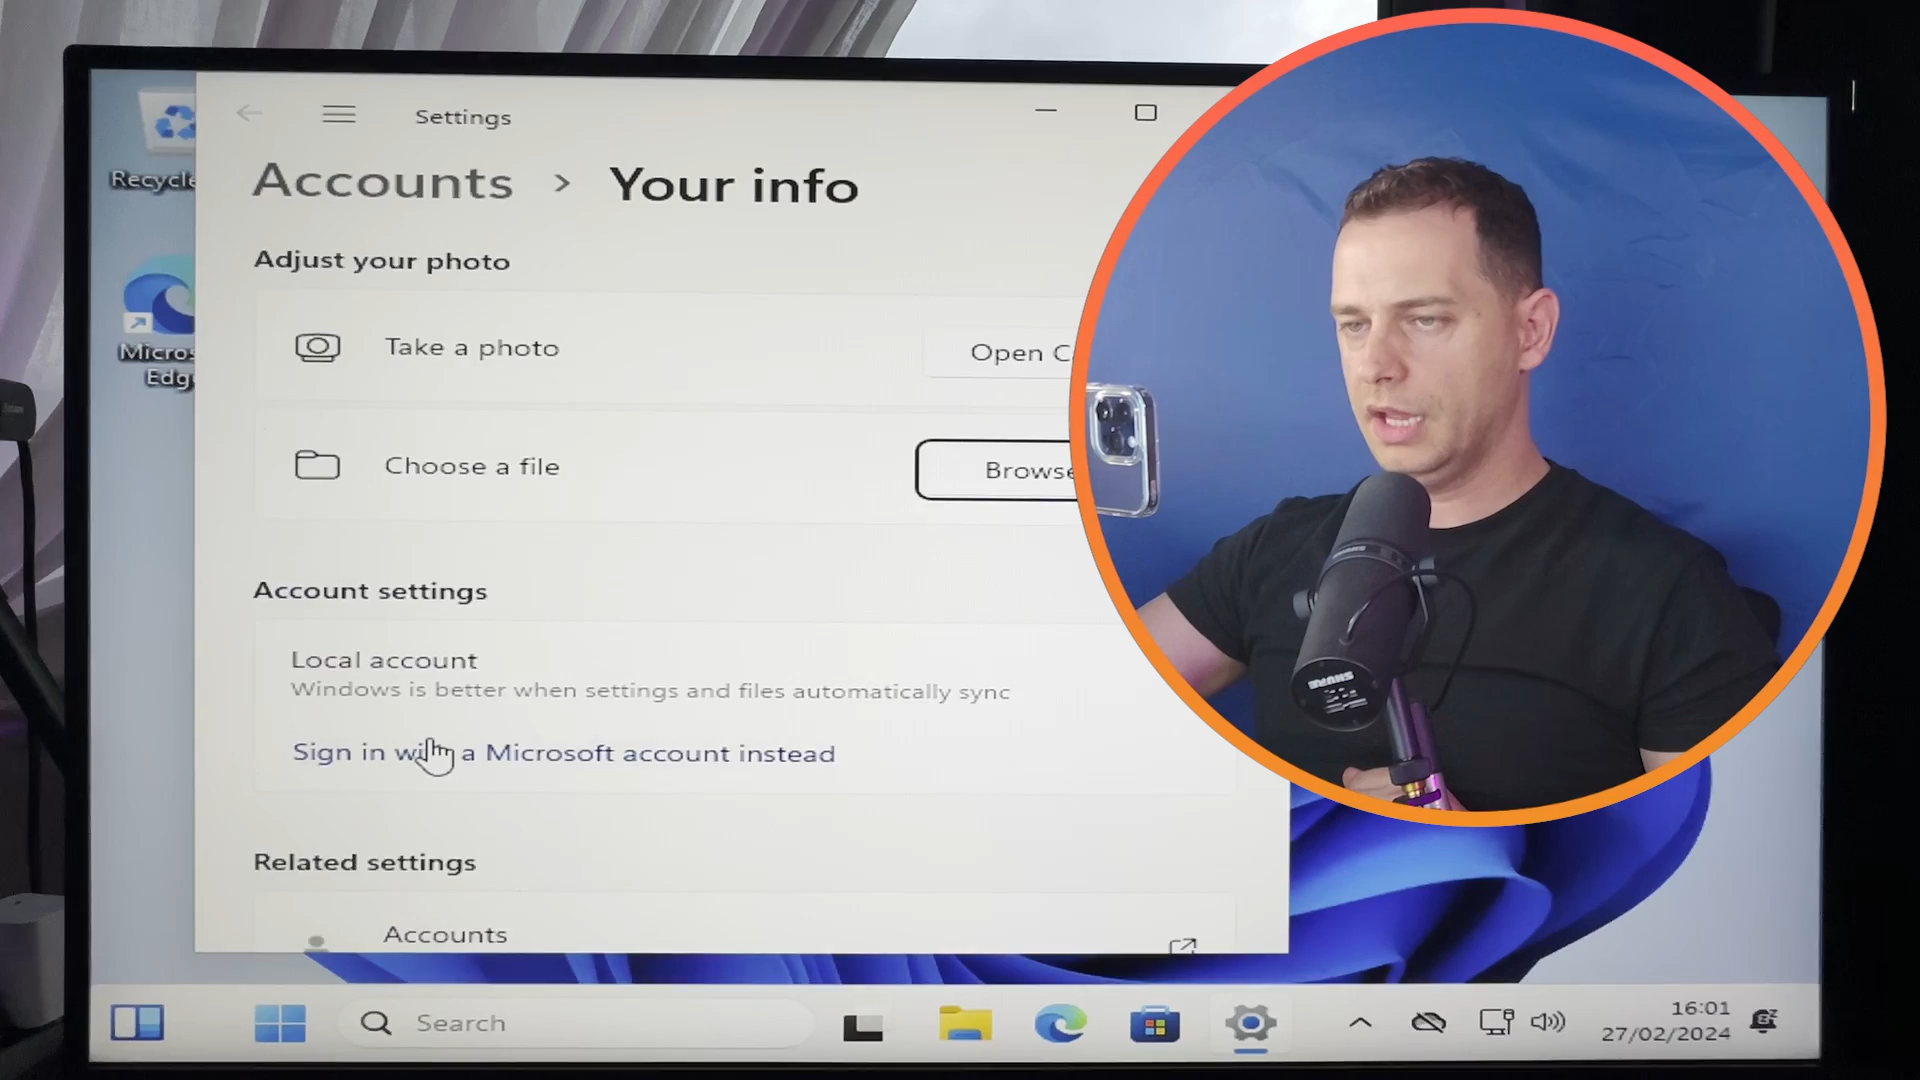 Settings
Accounts > Your info
Adjust your photo
Take a photo
Open
Choose a file
Browse
Account settings
Local account
Windows is better when settings and files automatically sync
Sign in with a Microsoft account instead
Related settings
Accounts
Search
16:01
27/02/2024
SHURE